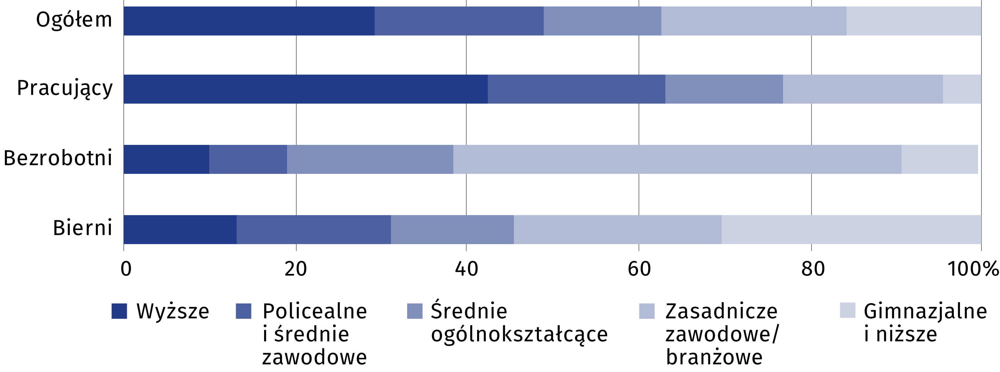 Ogółem
Pracujący
Bezrobotni
Bierni
0 20 40 60 80 100%
Wyższe
Policealne
i średnie
zawodowe
Średnie
ogólnokształcące
Zasadnicze
zawodowe/
branżowe
Gimnazjalne
i niższe